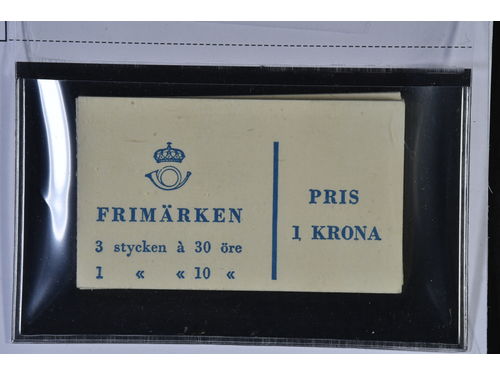 FRIMÄRKEN
3 stycken à 30 öre
1 « « 10 «
PRIS
1 KRONA